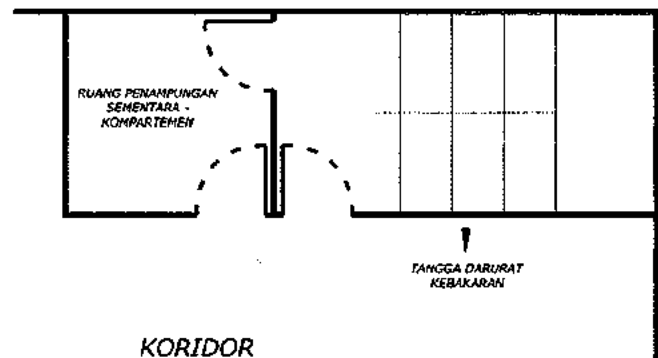 RUANG PENAMPUNGAN
SEMENTARA -
KOMPARTEMEN
TANGGA DARURAT
KEBAKARAN
KORIDOR